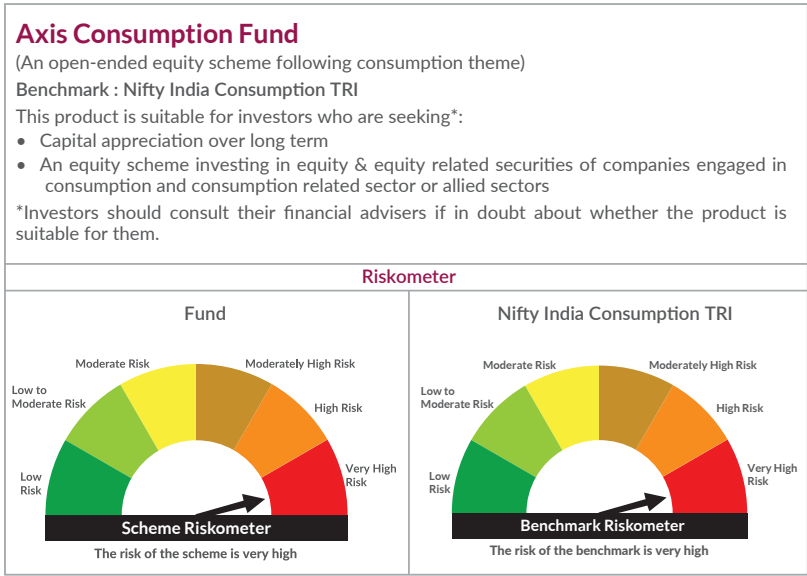 Axis Consumption Fund
(An open-ended equity scheme following consumption theme)
Benchmark : Nifty India Consumption TRI
This product is suitable for investors who are seeking*:
• Capital appreciation over long term
• An equity scheme investing in equity & equity related securities of companies engaged in
consumption and consumption related sector or allied sectors
*Investors should consult their financial advisers if in doubt about whether the product is
suitable for them.
Riskometer
Fund
Low
Risk
Low to
Moderate Risk
Moderate Risk
Moderately High Risk
High Risk
Very High
Risk
Scheme Riskometer
The risk of the scheme is very high
Nifty India Consumption TRI
Low
Risk
Low to
Moderate Risk
Moderate Risk
Moderately High Risk
High Risk
Very High
Risk
Benchmark Riskometer
The risk of the benchmark is very high